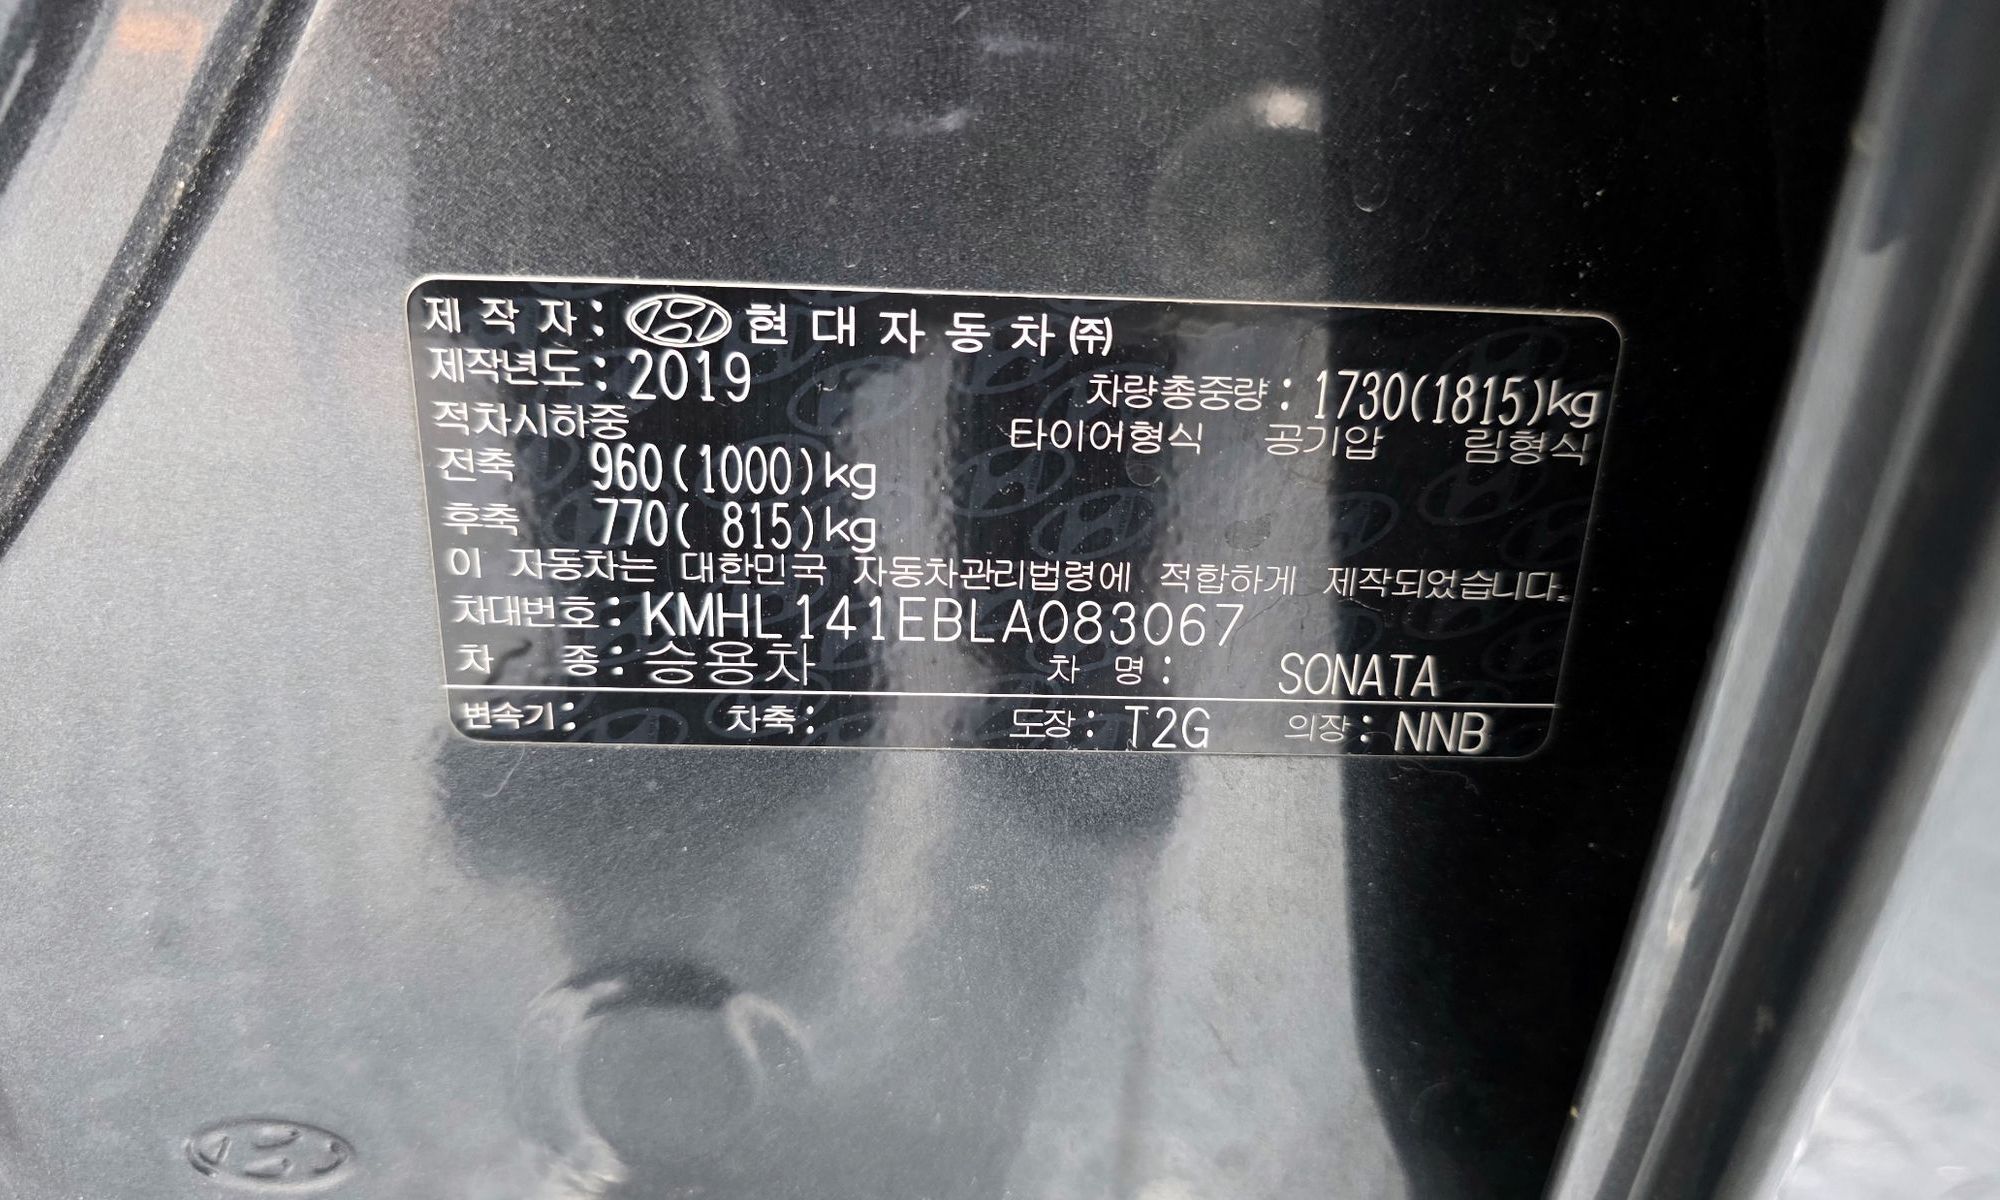 제 작 자 : 현대자동차㈜
제작년도 : 2019
차량총중량 : 1730(1815)kg
적차시하중
타이어형식 공기압 림형식
전축 960(1000)kg
후축 770( 815)kg
이 자동차는 대한민국 자동차관리법령에 적합하게 제작되었습니다.
차대번호 : KMHL141EBLA083067
차 종 : 승용차 차 명 : SONATA
변속기 : 차축 : 도장 : T2G 의장 : NNB